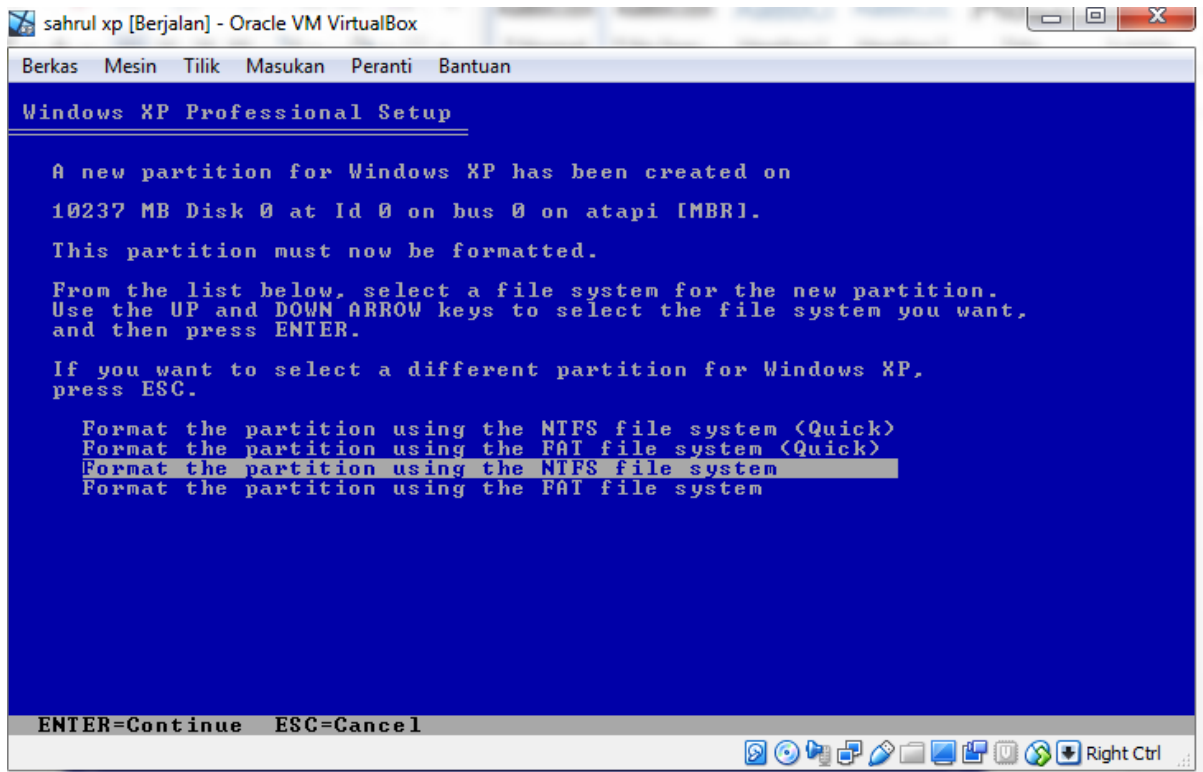 sahrul xp [Berjalan] - Oracle VM VirtualBox
Berkas Mesin Tilik Masukan Peranti Bantuan
Windows XP Professional Setup
A new partition for Windows XP has been created on
10237 MB Disk 0 at Id 0 on bus 0 on atapi [MBR].
This partition must now be formatted.
From the list below, select a file system for the new partition.
Use the UP and DOWN ARROW keys to select the file system you want,
and then press ENTER.
If you want to select a different partition for Windows XP,
press ESC.
Format the partition using the NTFS file system (Quick)
Format the partition using the FAT file system (Quick)
Format the partition using the NTFS file system
Format the partition using the FAT file system
ENTER=Continue ESC=Cancel
Right Ctrl